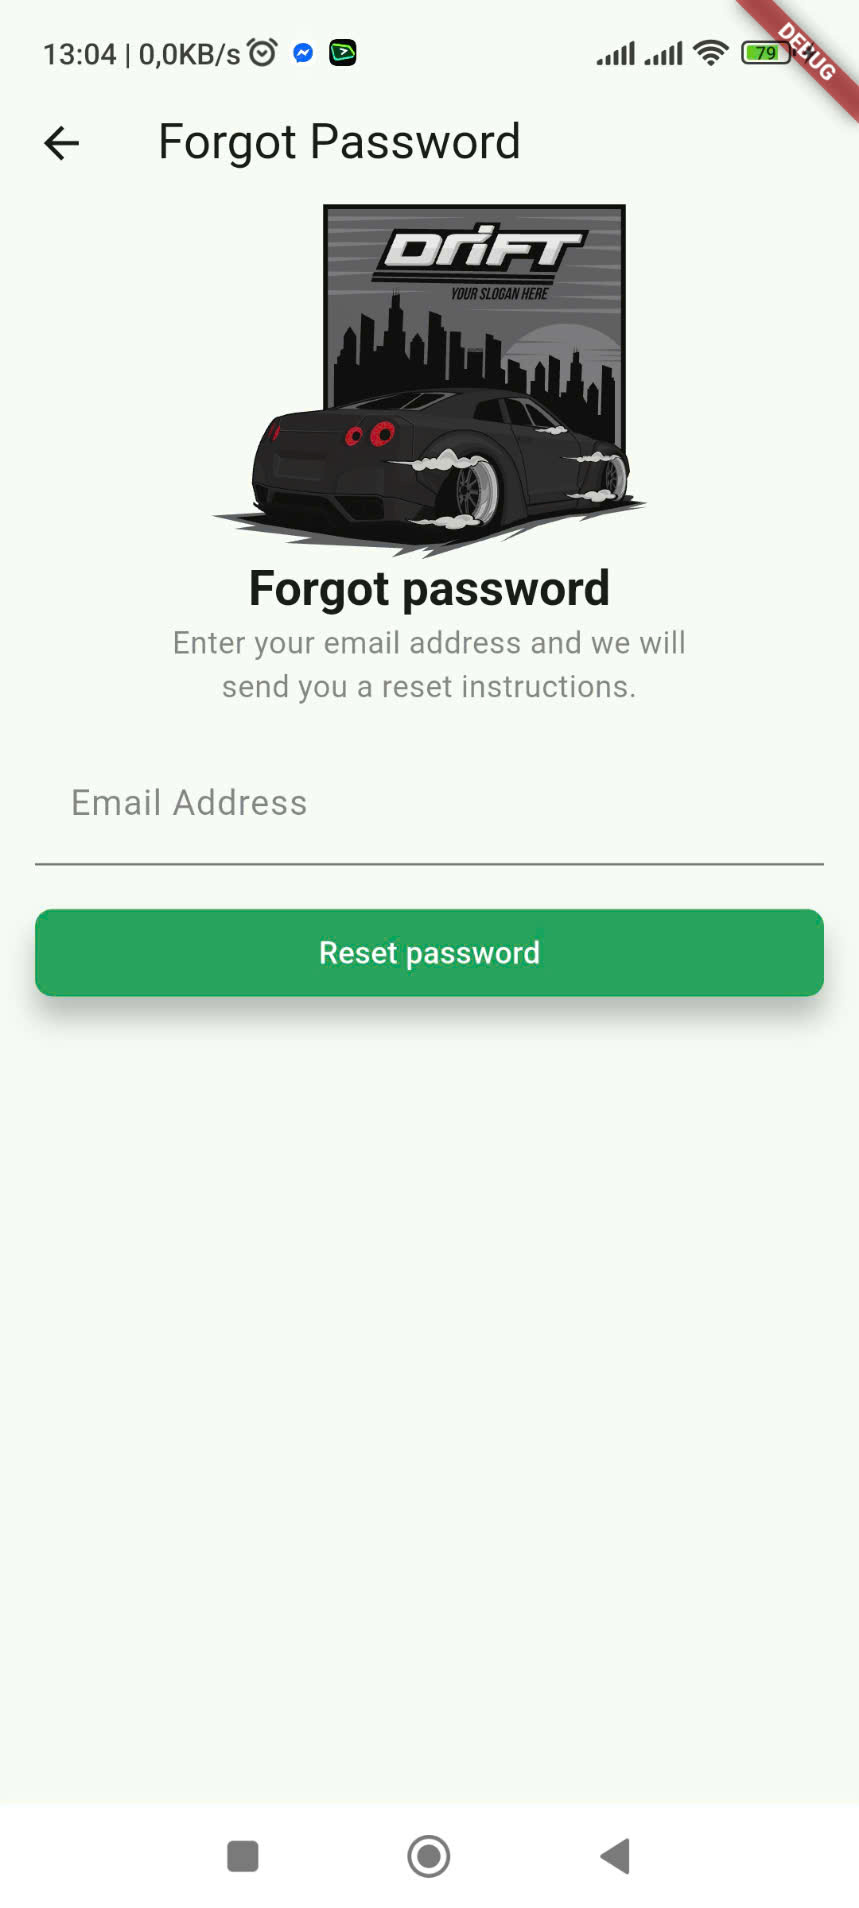 13:04 | 0,0KB/s
79
DEBUG
Forgot Password
DRIFT
YOUR SLOGAN HERE
Forgot password
Enter your email address and we will
send you a reset instructions.
Email Address
Reset password